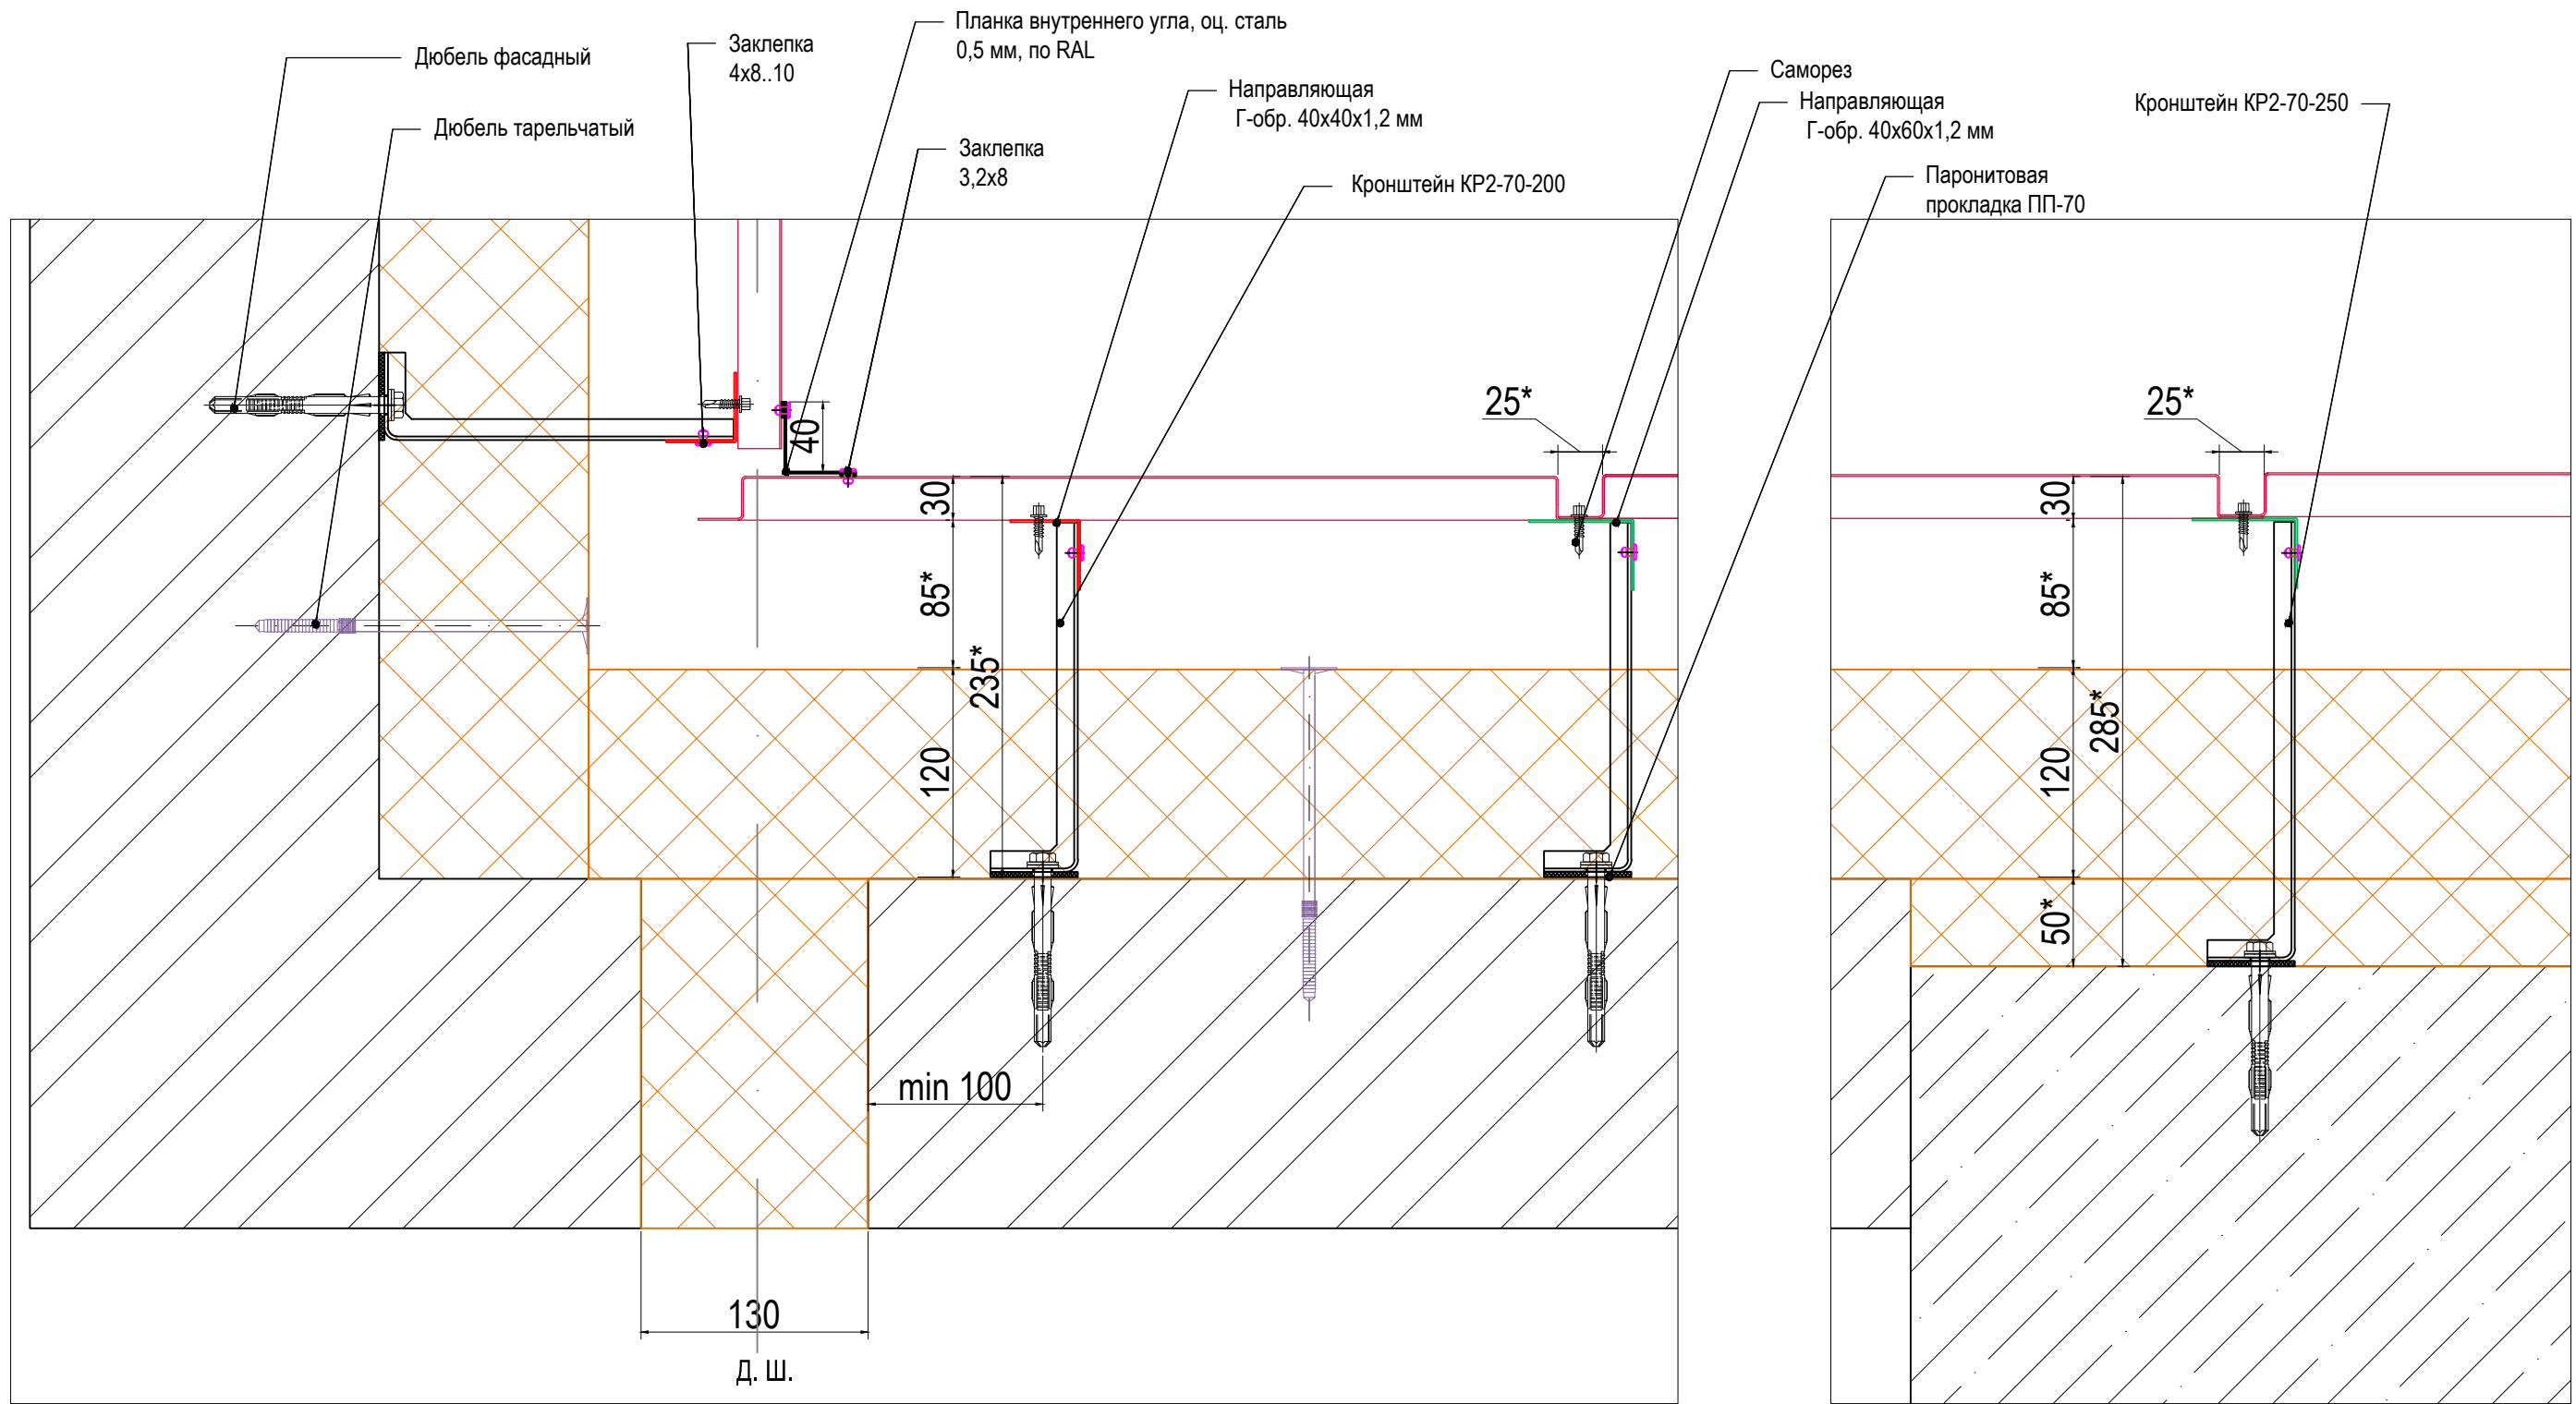 Планка внутреннего угла, оц. сталь
0,5 мм, по RAL
Заклепка
4х8..10
Дюбель фасадный
Саморез
Направляющая
Г-обр. 40х40х1,2 мм
Направляющая
Г-обр. 40х60х1,2 мм
Кронштейн КР2-70-250
Дюбель тарельчатый
Заклепка
3,2х8
Кронштейн КР2-70-200
Паронитовая
прокладка ПП-70
25*
25*
40
30
30
85*
85*
235*
285*
120
120
50*
min 100
130
Д. Ш.